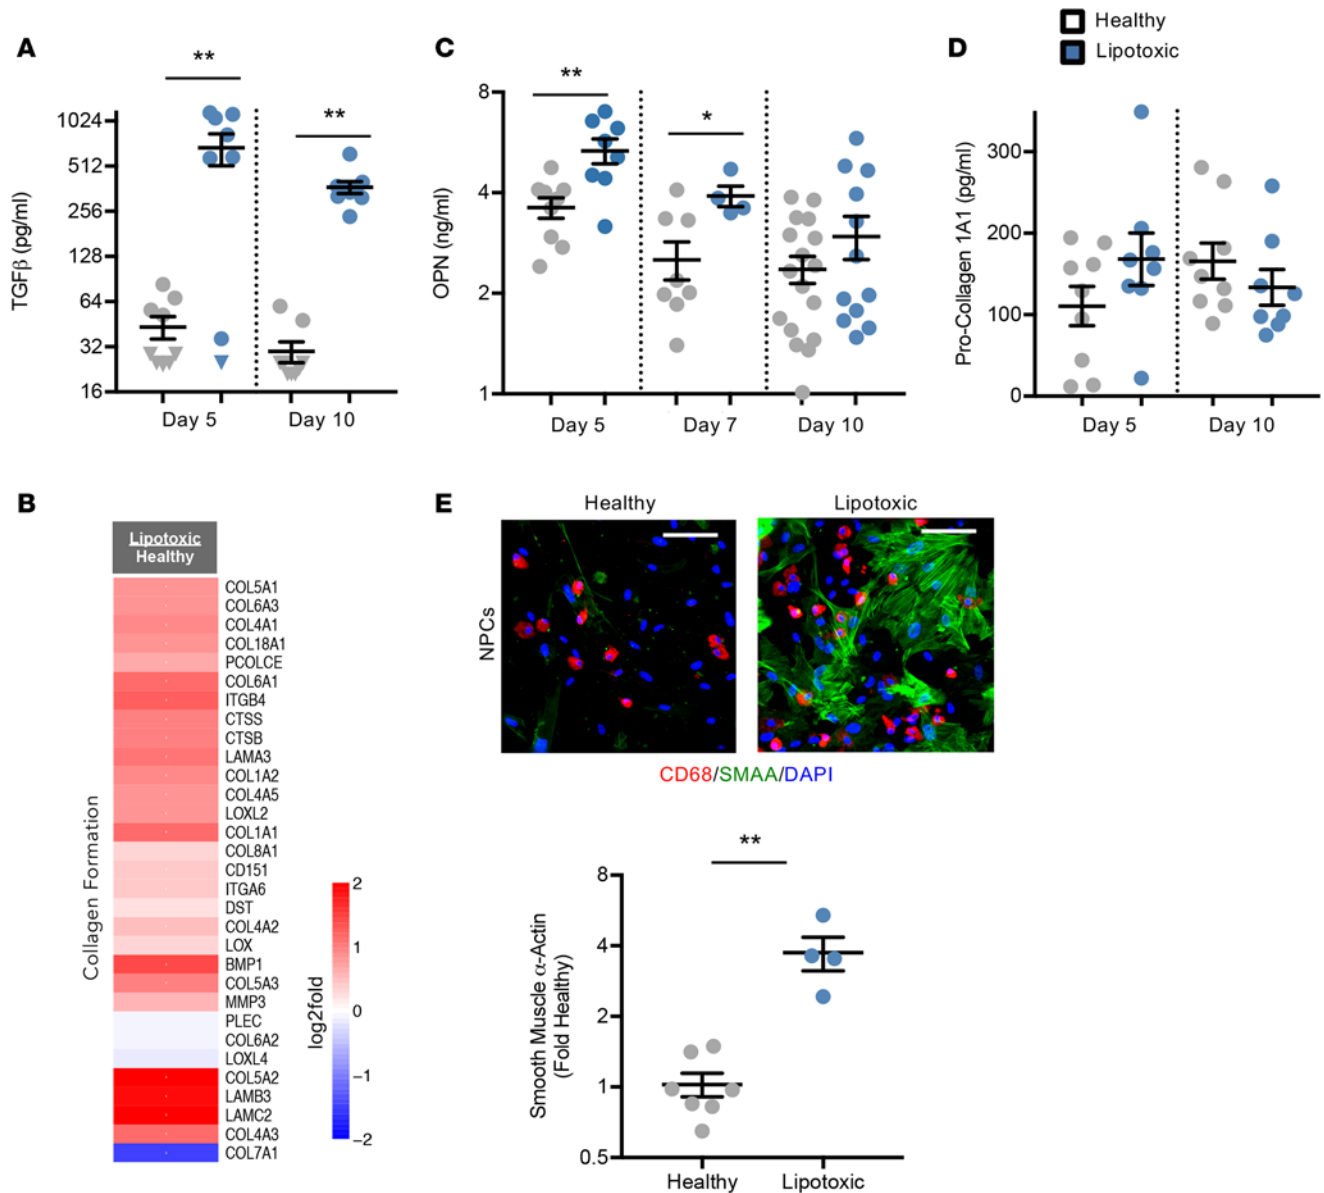 Healthy
Lipotoxic
A
**
**
1024
512
256
128
64
32
16
TGFβ (pg/ml)
Day 5
Day 10
C
**
*
8
4
2
1
OPN (ng/ml)
Day 5
Day 7
Day 10
D
300
200
100
0
Pro-Collagen 1A1 (pg/ml)
Day 5
Day 10
B
Lipotoxic
Healthy
Collagen Formation
COL5A1
COL6A3
COL4A1
COL18A1
PCOLCE
COL6A1
ITGB4
CTSS
CTSB
LAMA3
COL1A2
COL4A5
LOXL2
COL1A1
COL8A1
CD151
ITGA6
DST
COL4A2
LOX
BMP1
COL5A3
MMP3
PLEC
COL6A2
LOXL4
COL5A2
LAMB3
LAMC2
COL4A3
COL7A1
log2fold
2
1
0
−1
−2
E
Healthy
Lipotoxic
NPCs
CD68/SMAA/DAPI
**
8
4
2
1
0.5
Smooth Muscle α-Actin
(Fold Healthy)
Healthy
Lipotoxic